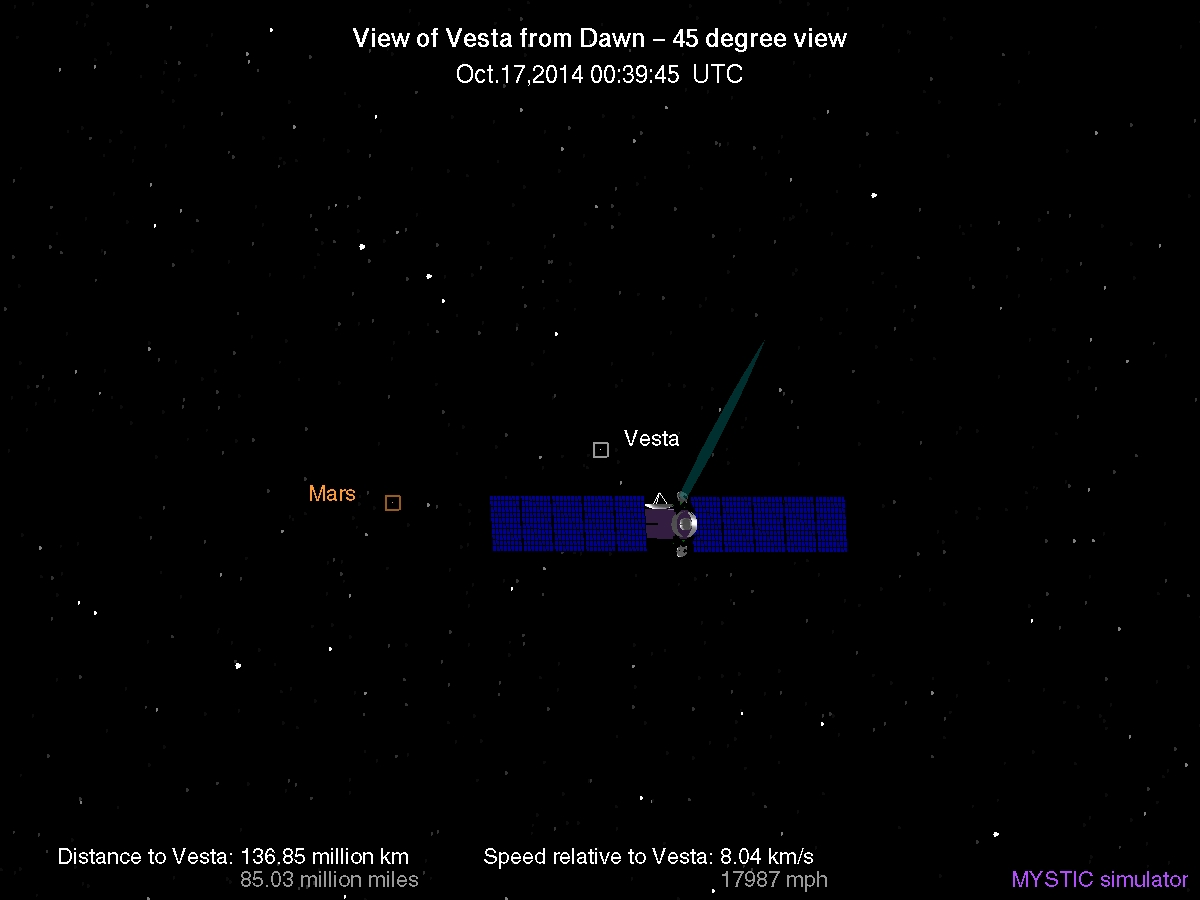 View of Vesta from Dawn – 45 degree view
Oct.17,2014 00:39:45 UTC
Vesta
Mars
Distance to Vesta: 136.85 million km
85.03 million miles
Speed relative to Vesta: 8.04 km/s
17987 mph
MYSTIC simulator